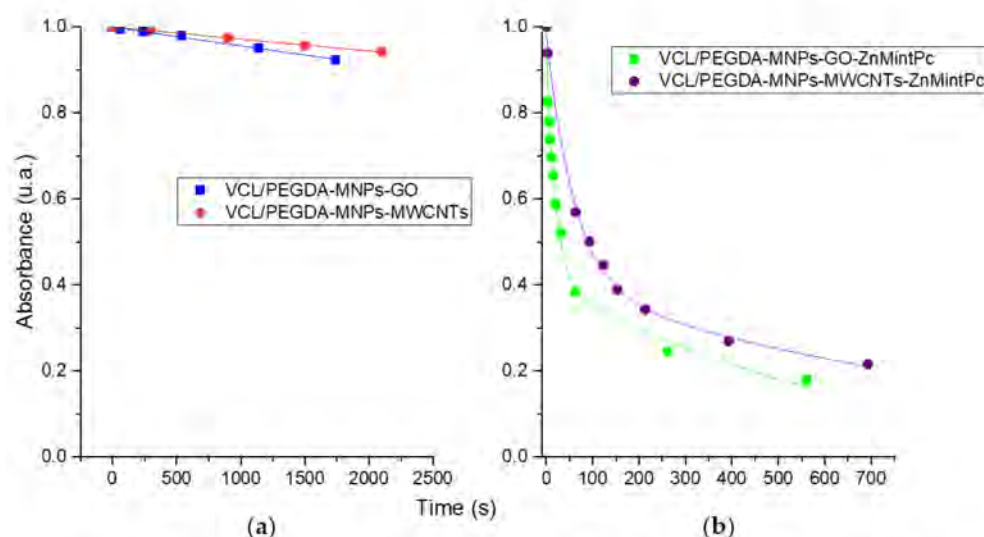 1.0
0.8
0.6
0.4
0.2
0.0
Absorbance (u.a.)
VCL/PEGDA-MNPs-GO
VCL/PEGDA-MNPs-MWCNTs
0 500 1000 1500 2000 2500
(a)
1.0
0.8
0.6
0.4
0.2
0.0
VCL/PEGDA-MNPs-GO-ZnMintPc
VCL/PEGDA-MNPs-MWCNTs-ZnMintPc
0 100 200 300 400 500 600 700
Time (s)
(b)